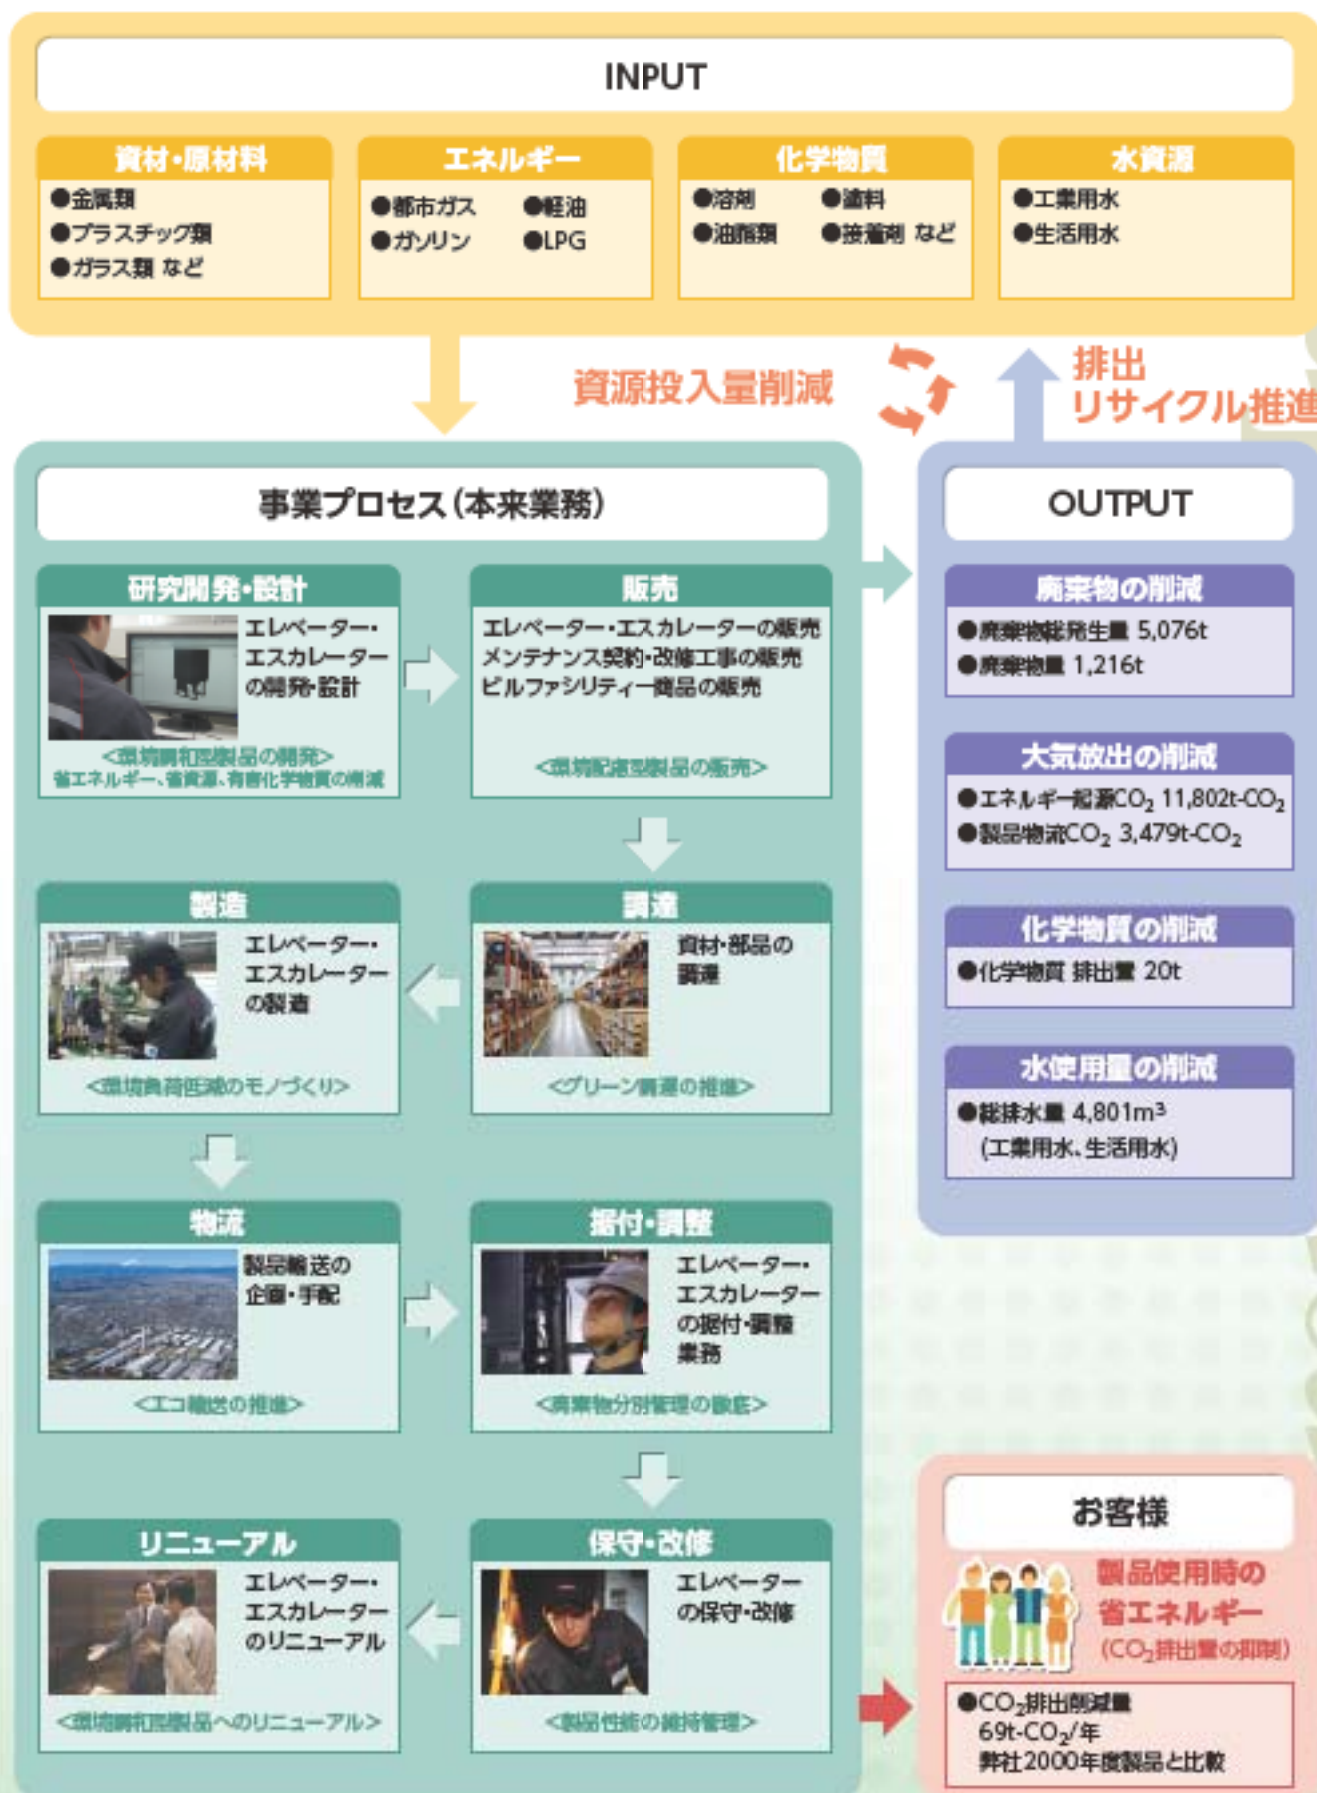 INPUT
資材・原材料
●金属類
●プラスチック類
●ガラス類 など
エネルギー
●都市ガス ●軽油
●ガソリン ●LPG
化学物質
●溶剤 ●塗料
●油脂類 ●接着剤 など
水資源
●工業用水
●生活用水
資源投入量削減
排出
リサイクル推進
事業プロセス(本来業務)
研究開発・設計
エレベーター・
エスカレーター
の開発・設計
<環境調和型製品の開発>
省エネルギー、省資源、有害化学物質の削減
販売
エレベーター・エスカレーターの販売
メンテナンス契約・改修工事の販売
ビルファシリティー商品の販売
<環境配慮型製品の販売>
製造
エレベーター・
エスカレーター
の製造
<環境負荷低減のモノづくり>
調達
資材・部品の
調達
<グリーン調達の推進>
物流
製品輸送の
企画・手配
<エコ輸送の推進>
据付・調整
エレベーター・
エスカレーター
の据付・調整
業務
<廃棄物分別管理の徹底>
リニューアル
エレベーター・
エスカレーター
のリニューアル
<環境調和型製品へのリニューアル>
保守・改修
エレベーター
の保守・改修
<製品性能の維持管理>
OUTPUT
廃棄物の削減
●廃棄物総発生量 5,076t
●廃棄物量 1,216t
大気放出の削減
●エネルギー起源CO₂ 11,802t-CO₂
●製品物流CO₂ 3,479t-CO₂
化学物質の削減
●化学物質 排出量 20t
水使用量の削減
●総排水量 4,801m³
(工業用水、生活用水)
お客様
製品使用時の
省エネルギー
(CO₂排出量の抑制)
●CO₂排出削減量
69t-CO₂/年
弊社2000年度製品と比較